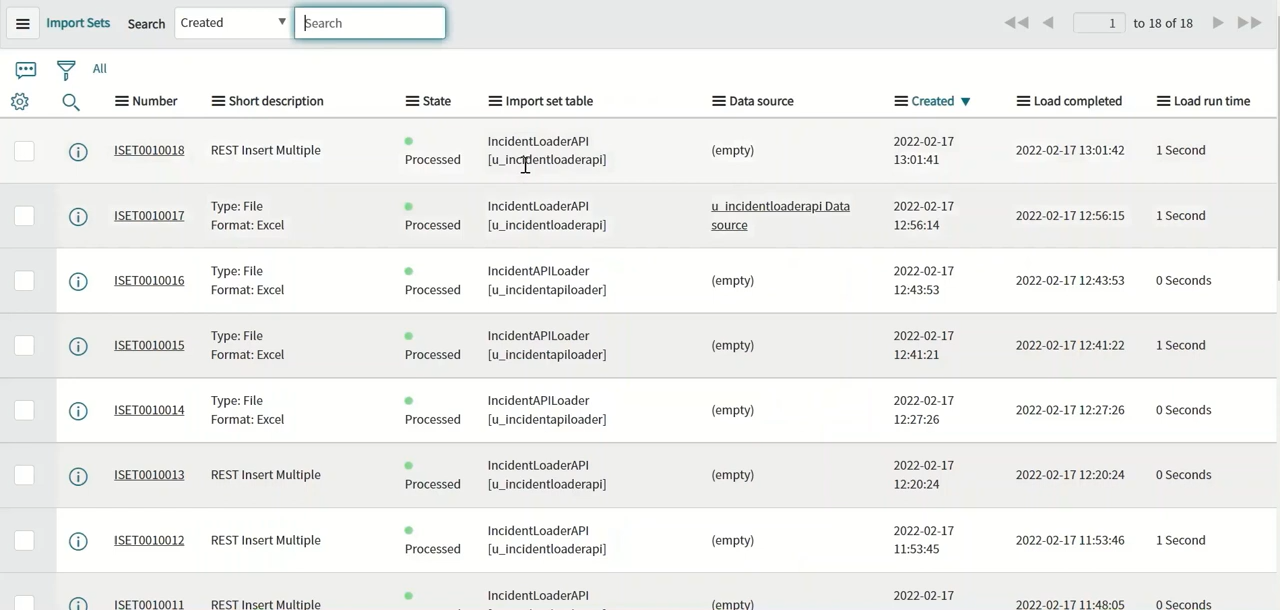 Import Sets Search Created Search 1 to 18 of 18
All
Number Short description State Import set table Data source Created Load completed Load run time
ISET0010018 REST Insert Multiple Processed IncidentLoaderAPI [u_incidentloaderapi] (empty) 2022-02-17 13:01:41 2022-02-17 13:01:42 1 Second
ISET0010017 Type: File Format: Excel Processed IncidentLoaderAPI [u_incidentloaderapi] u_incidentloaderapi Data source 2022-02-17 12:56:14 2022-02-17 12:56:15 1 Second
ISET0010016 Type: File Format: Excel Processed IncidentAPILoader [u_incidentapiloader] (empty) 2022-02-17 12:43:53 2022-02-17 12:43:53 0 Seconds
ISET0010015 Type: File Format: Excel Processed IncidentAPILoader [u_incidentapiloader] (empty) 2022-02-17 12:41:21 2022-02-17 12:41:22 1 Second
ISET0010014 Type: File Format: Excel Processed IncidentAPILoader [u_incidentapiloader] (empty) 2022-02-17 12:27:26 2022-02-17 12:27:26 0 Seconds
ISET0010013 REST Insert Multiple Processed IncidentLoaderAPI [u_incidentloaderapi] (empty) 2022-02-17 12:20:24 2022-02-17 12:20:24 0 Seconds
ISET0010012 REST Insert Multiple Processed IncidentLoaderAPI [u_incidentloaderapi] (empty) 2022-02-17 11:53:45 2022-02-17 11:53:46 1 Second
ISET0010011 REST Insert Multiple IncidentLoaderAPI (empty) 2022-02-17 2022-02-17 11:48:05 0 Seconds